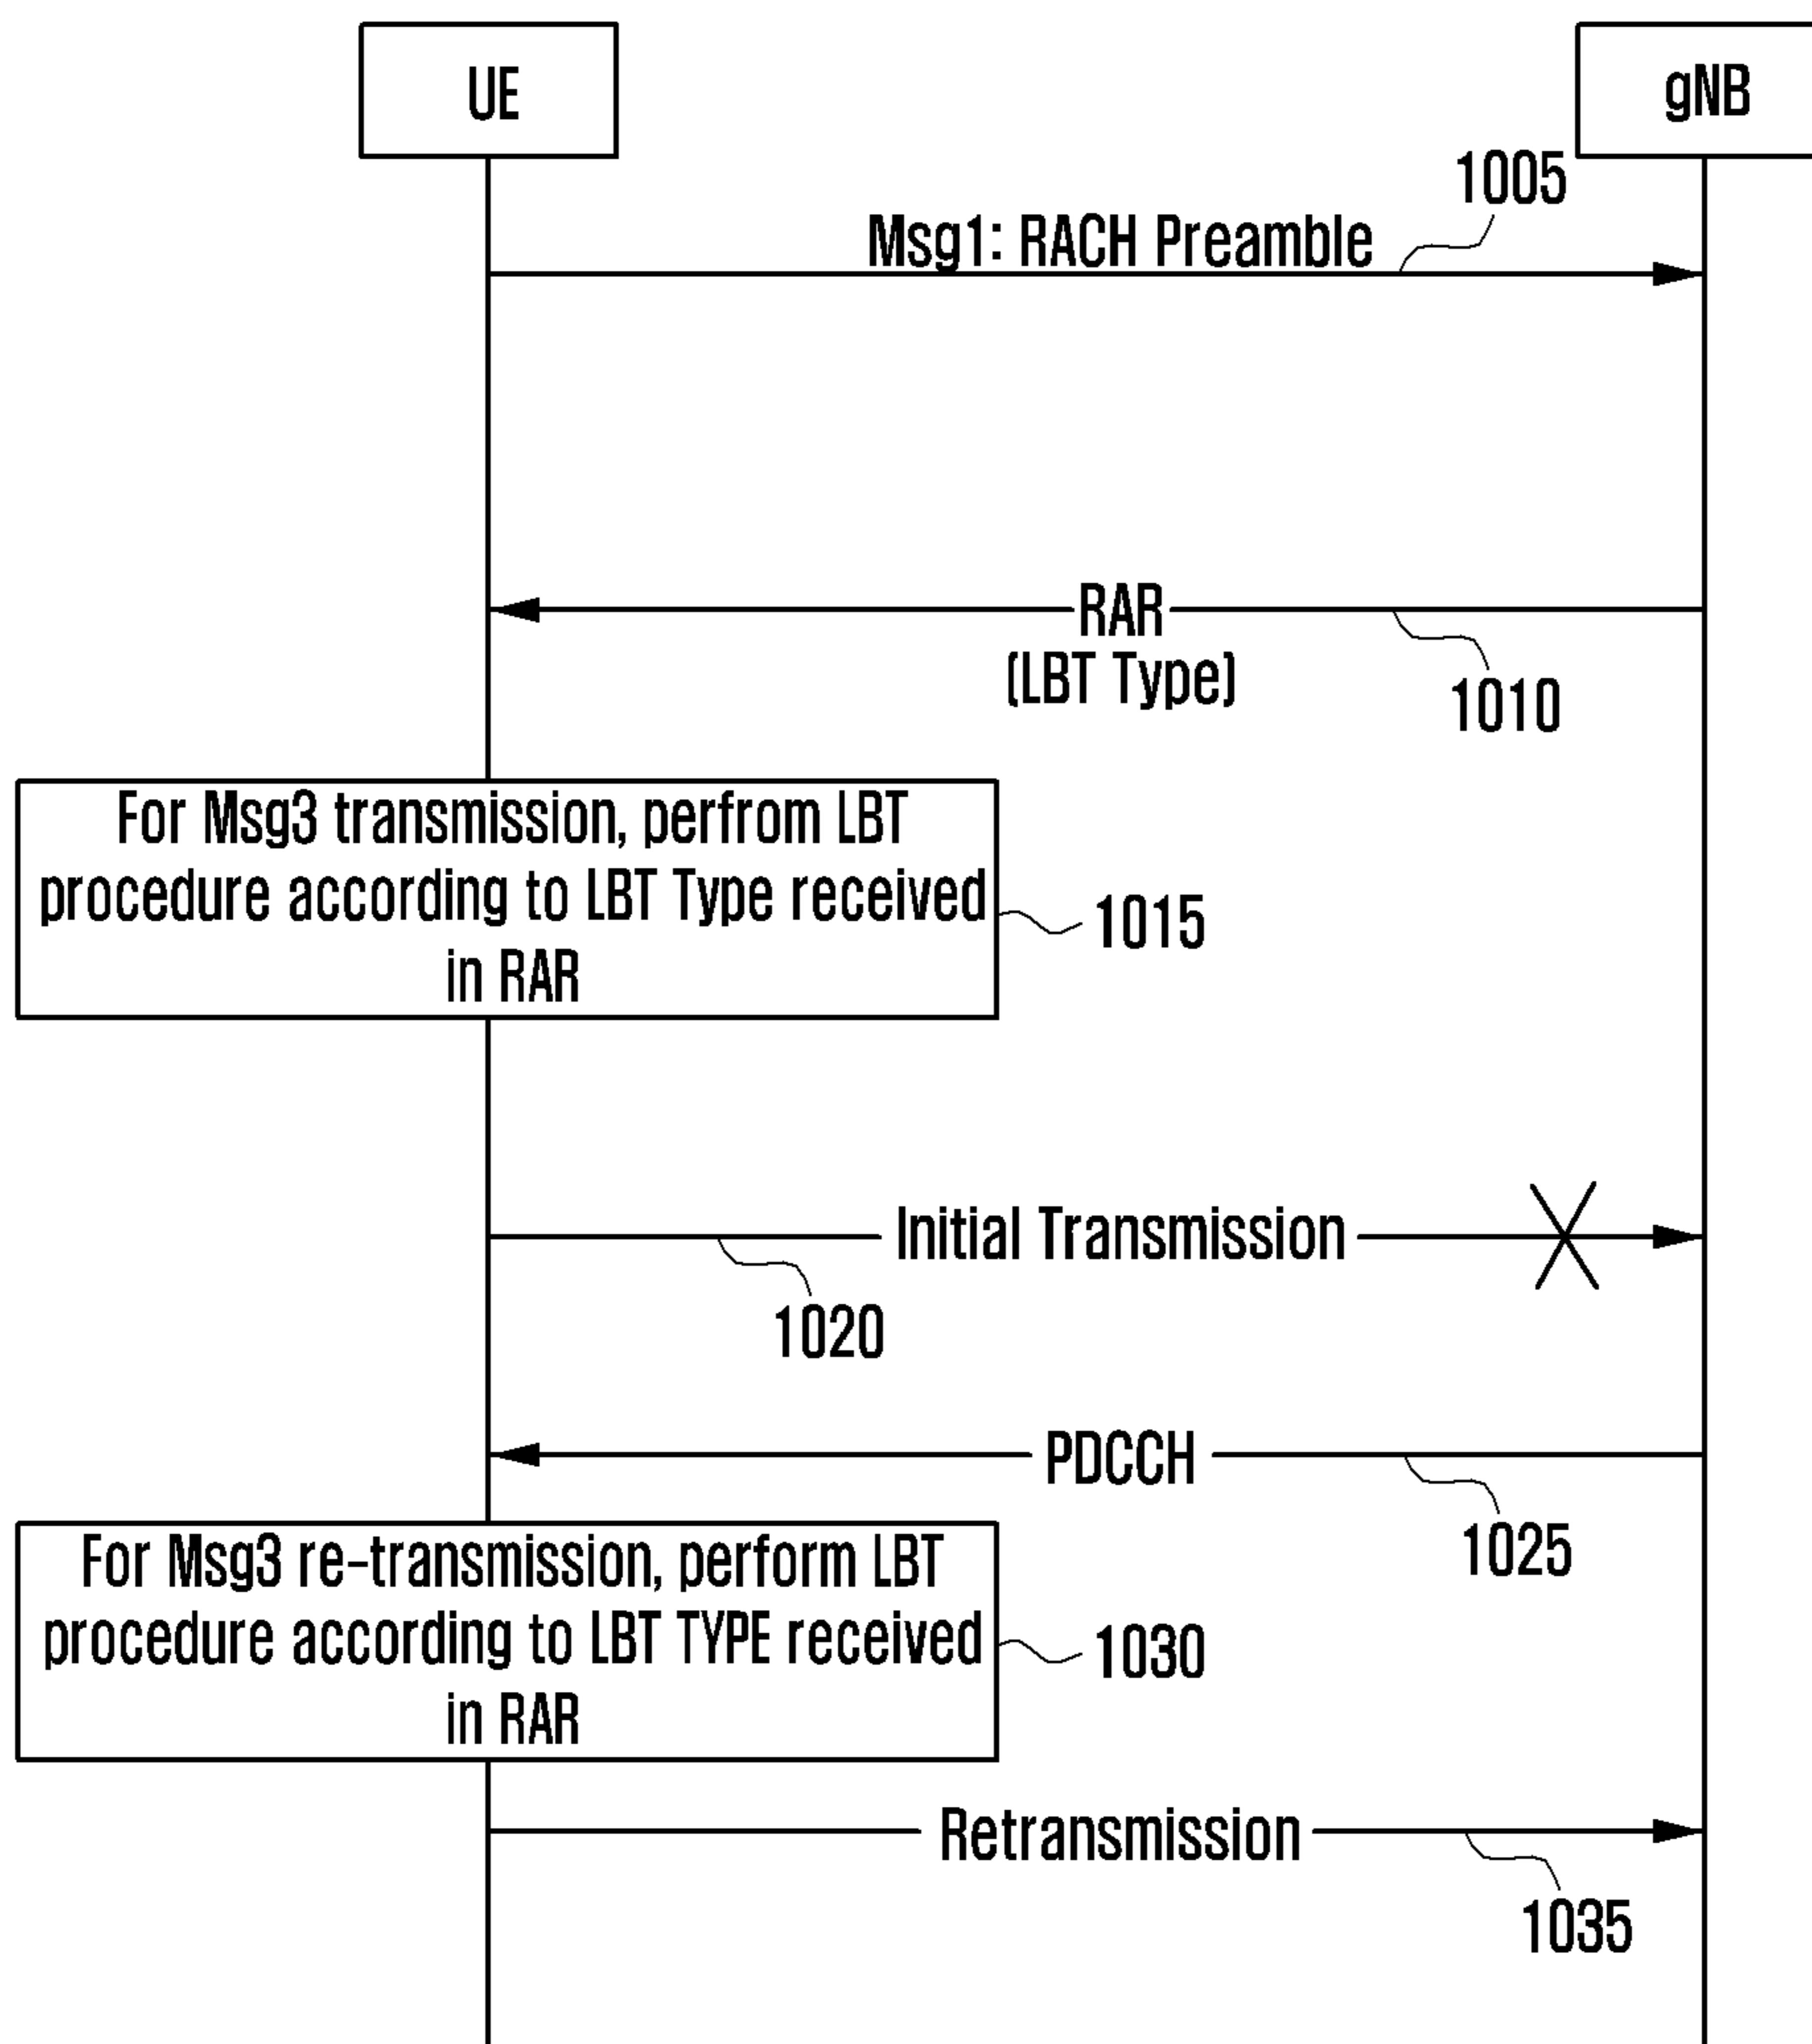 UE
gNB
1005
Msg1: RACH Preamble
RAR
(LBT Type)
1010
For Msg3 transmission, perfrom LBT
procedure according to LBT Type received
in RAR
1015
Initial Transmission
1020
PDCCH
1025
For Msg3 re-transmission, perform LBT
procedure according to LBT TYPE received
in RAR
1030
Retransmission
1035